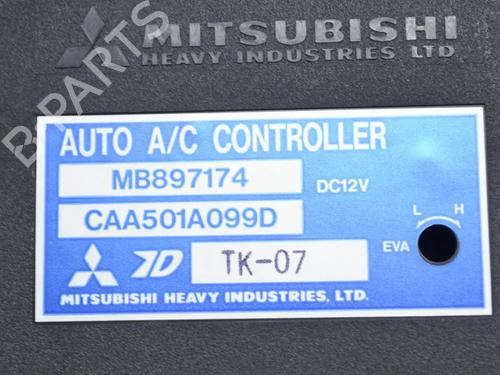 MITSUBISHI
HEAVY INDUSTRIES LTD
B-PARTS
AUTO A/C CONTROLLER
MB897174
DC12V
CAA501A099D
L H
EVA
TK-07
MITSUBISHI HEAVY INDUSTRIES, LTD.